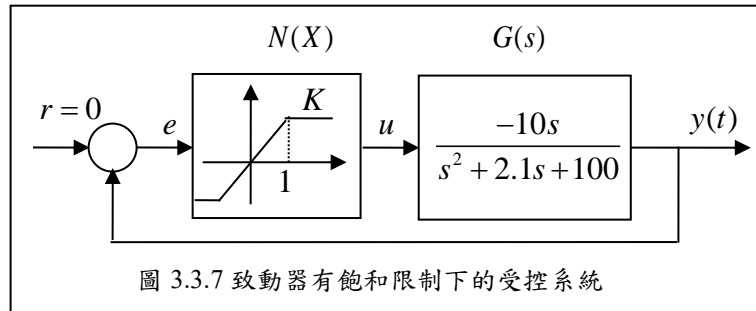 N(X)
G(s)
r = 0
e
K
1
u
-10s
s² + 2.1s + 100
y(t)
圖 3.3.7 致動器有飽和限制下的受控系統